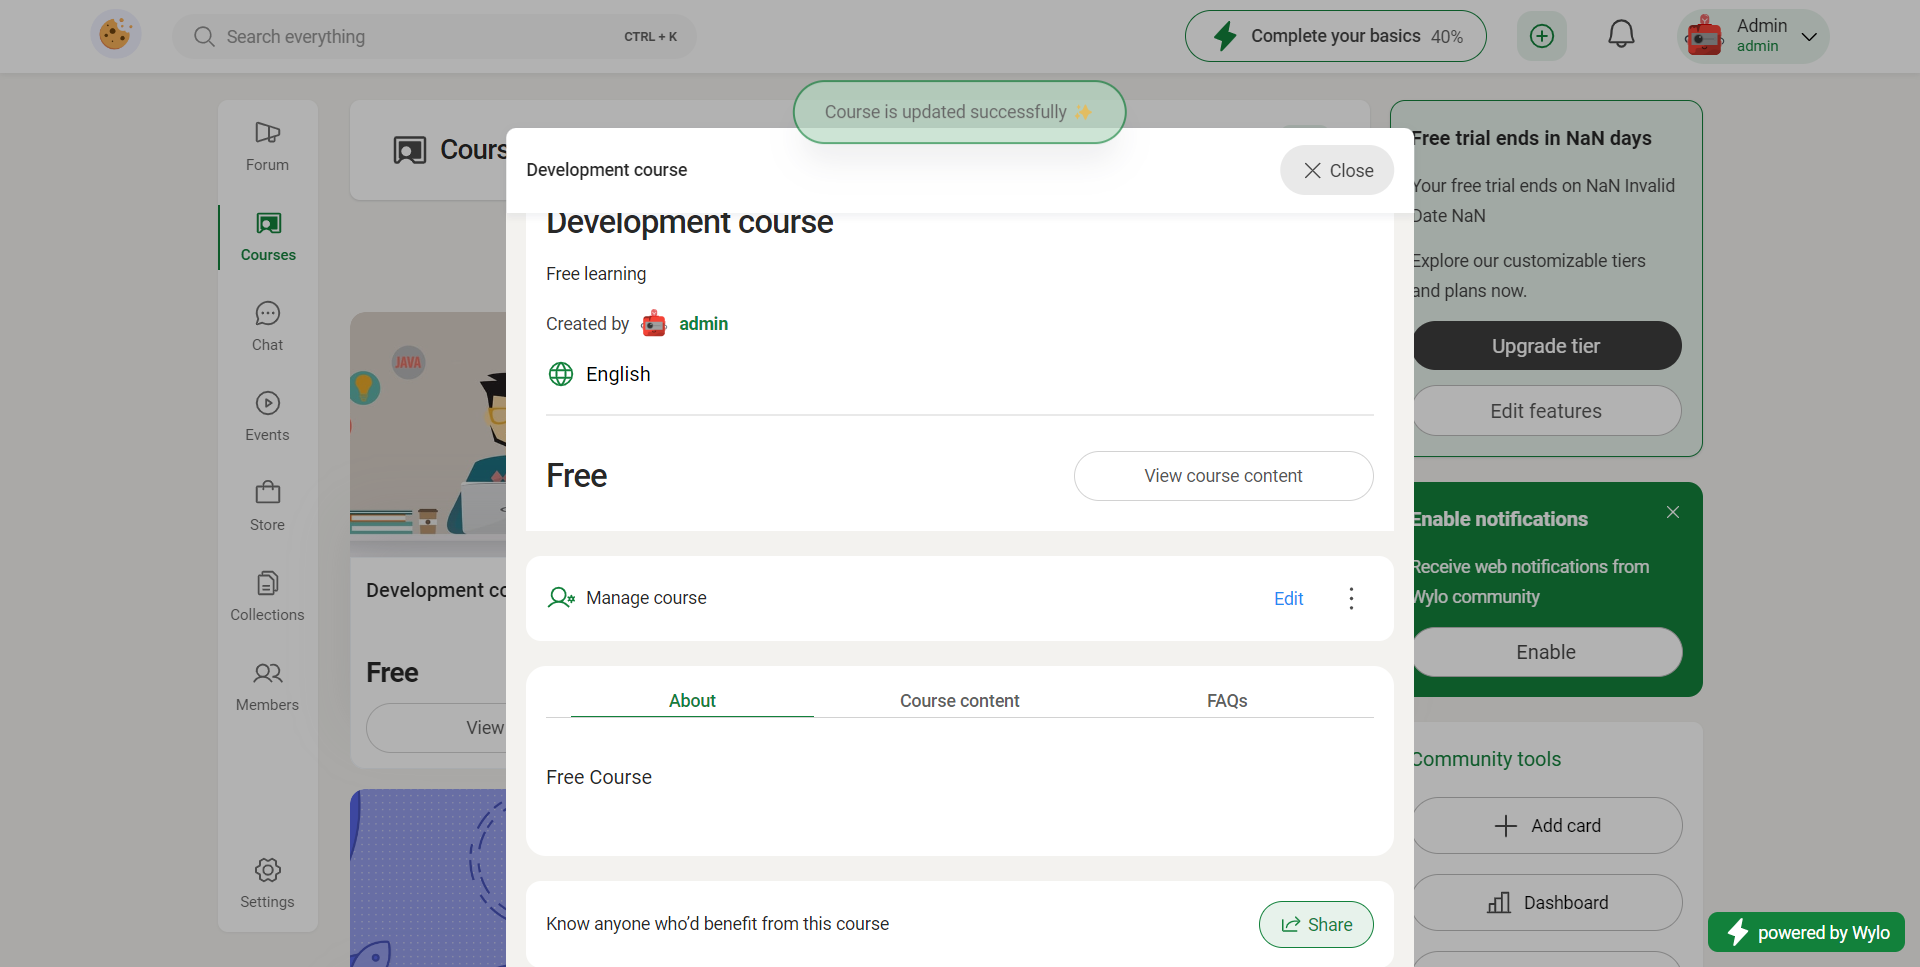 Search everything
CTRL + K
Complete your basics 40%
Admin
admin
Course is updated successfully ✨
Forum
Courses
Chat
Events
Store
Collections
Members
Settings
Cours
JAVA
Development co
Free
View
Development course
Close
Development course
Free learning
Created by admin
English
Free
View course content
Manage course
Edit
About
Course content
FAQs
Free Course
Know anyone who'd benefit from this course
Share
Free trial ends in NaN days
Your free trial ends on NaN Invalid
Date NaN
Explore our customizable tiers
and plans now.
Upgrade tier
Edit features
Enable notifications
Receive web notifications from
Wylo community
Enable
Community tools
Add card
Dashboard
powered by Wylo